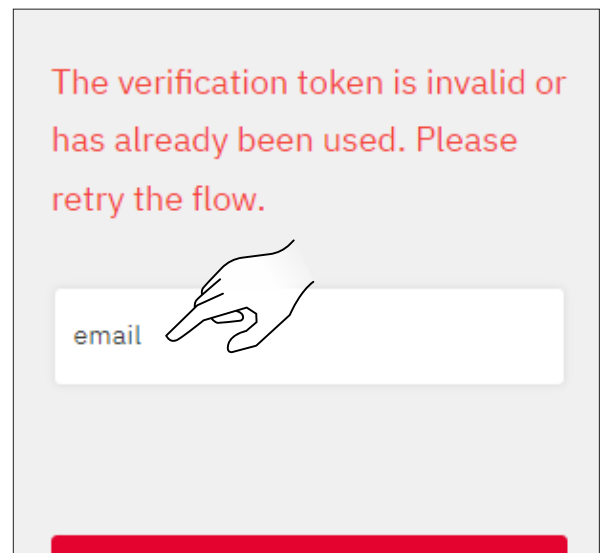 The verification token is invalid or
has already been used. Please
retry the flow.
email